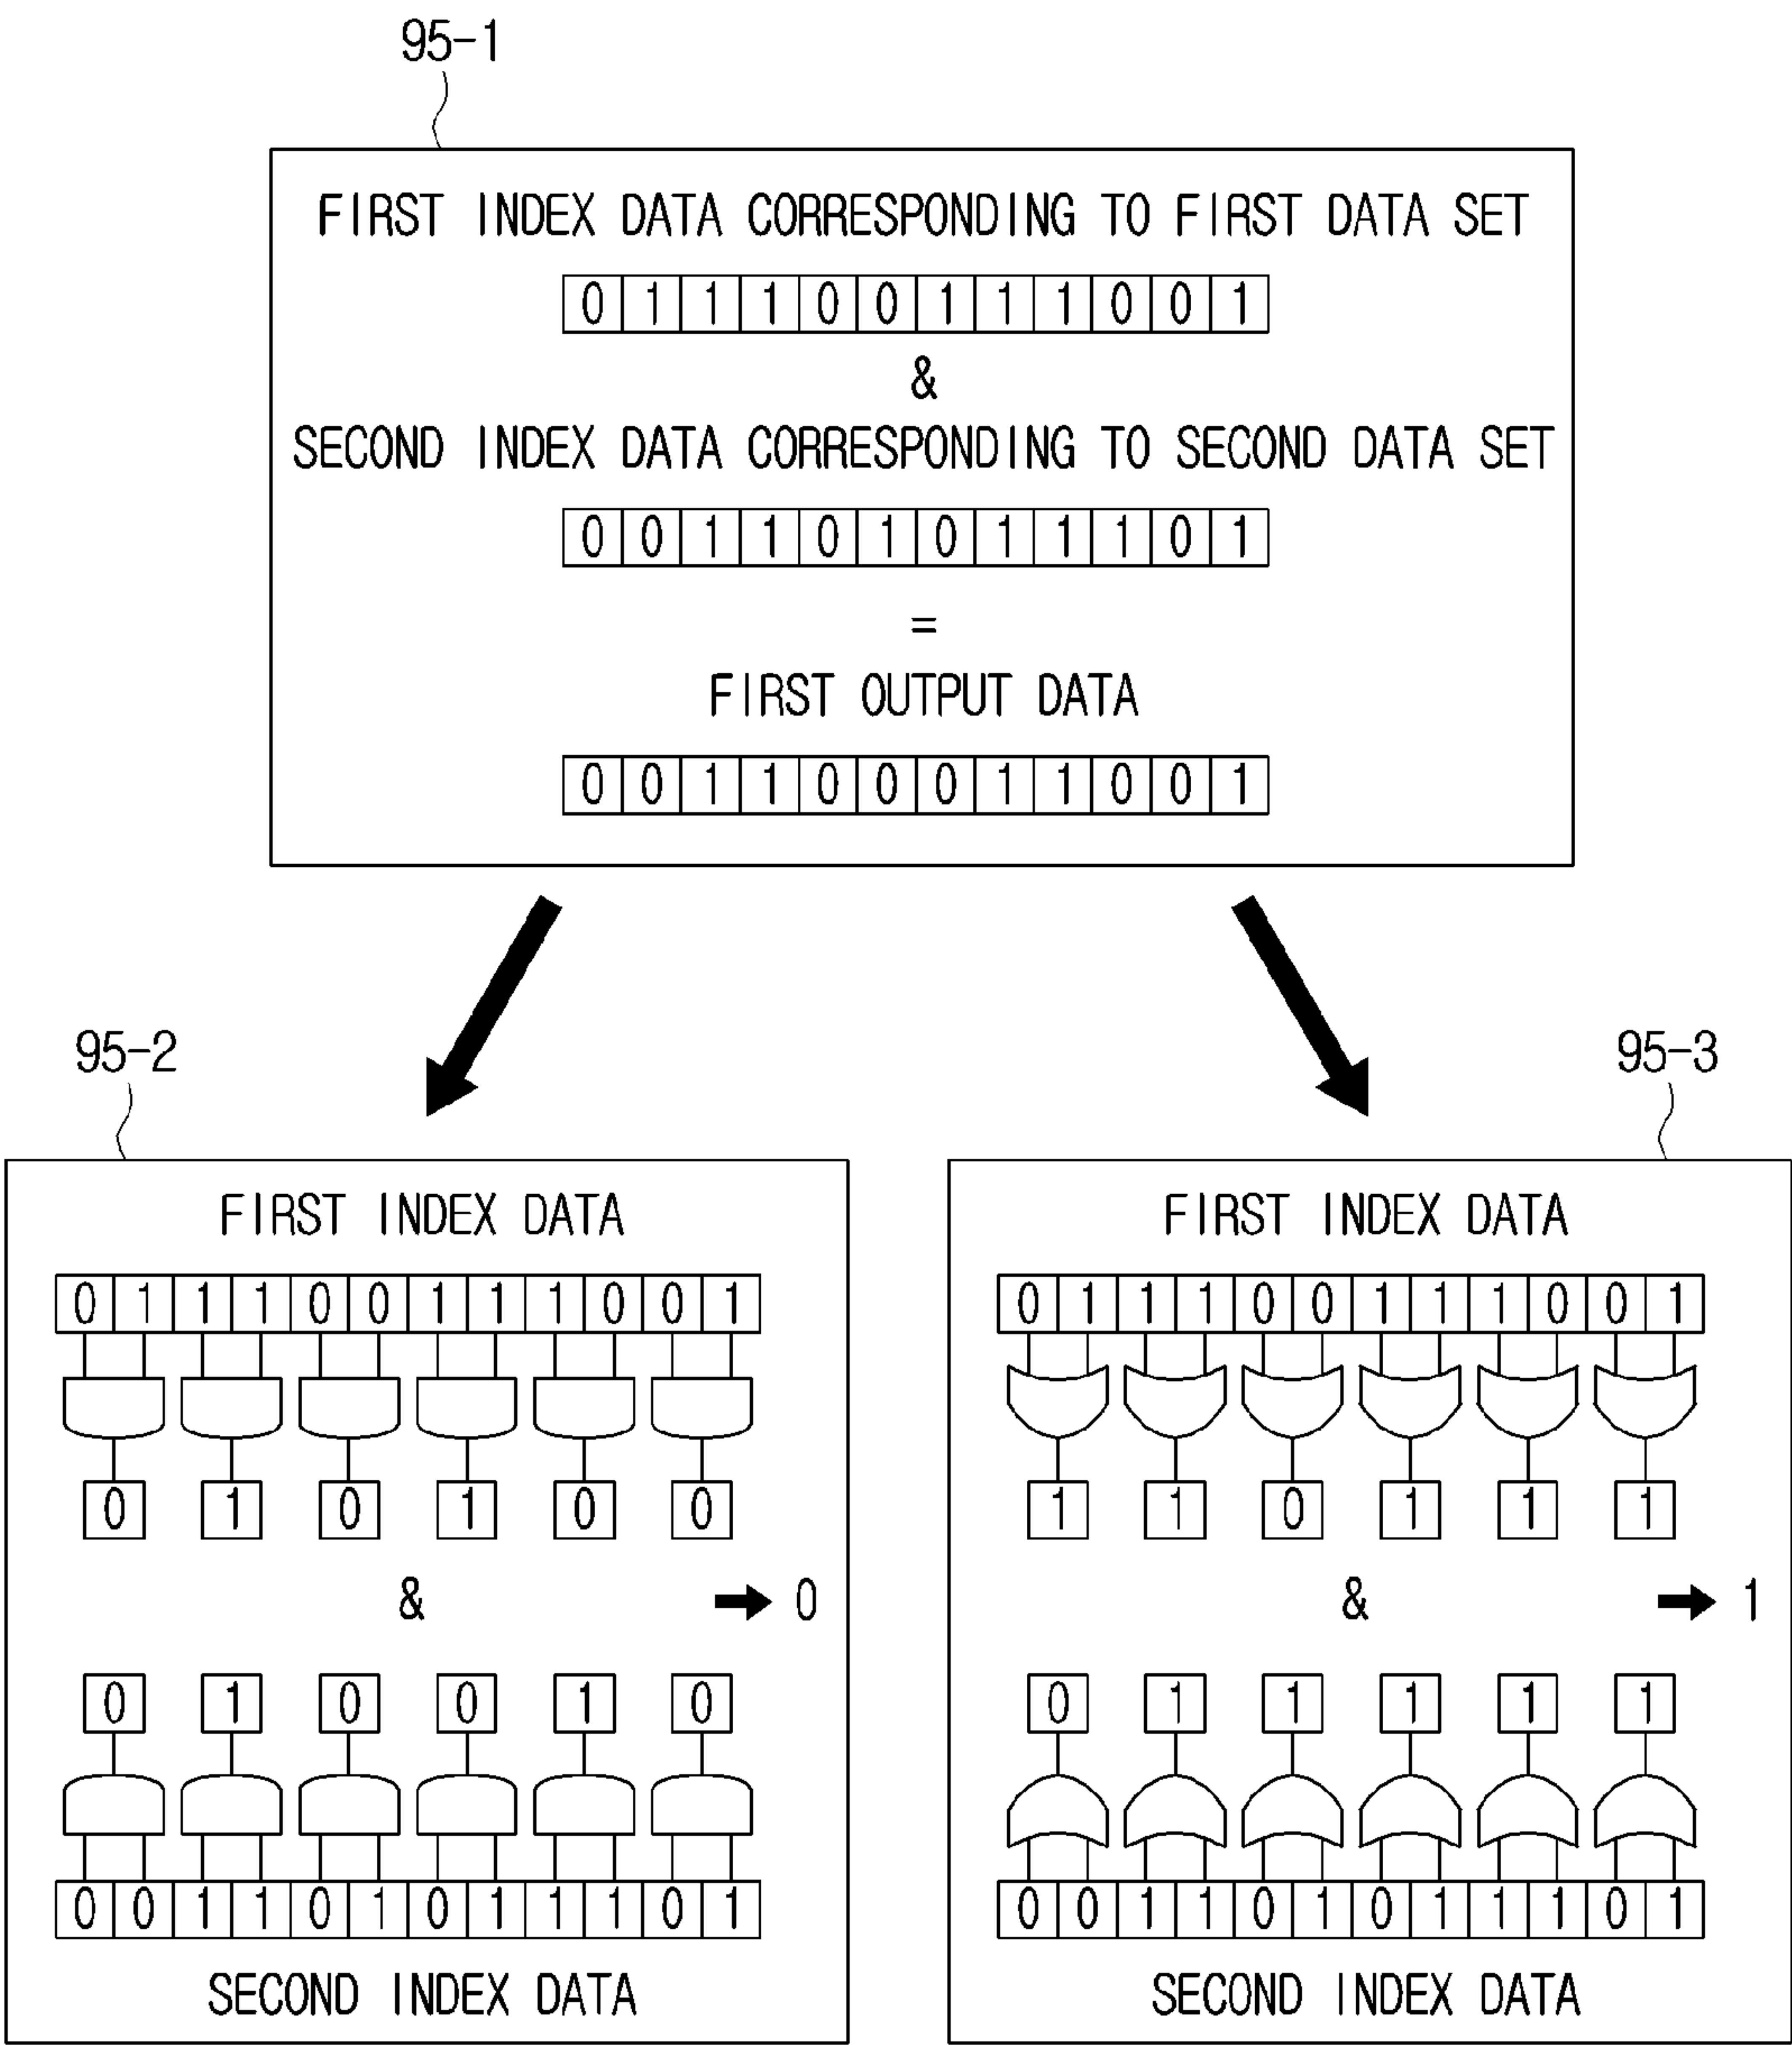 95-1
FIRST INDEX DATA CORRESPONDING TO FIRST DATA SET
0 1 1 1 0 0 1 1 1 0 0 1
&
SECOND INDEX DATA CORRESPONDING TO SECOND DATA SET
0 0 1 1 0 1 0 1 1 1 0 1
=
FIRST OUTPUT DATA
0 0 1 1 0 0 0 1 1 0 0 1
95-2
FIRST INDEX DATA
0 1 1 1 0 0 1 1 1 0 0 1
0 1 0 1 0 0
& 0
0 1 0 0 1 0
0 0 1 1 0 1 0 1 1 1 0 1
SECOND INDEX DATA
95-3
FIRST INDEX DATA
0 1 1 1 0 0 1 1 1 0 0 1
1 1 0 1 1 1
& 1
0 1 1 1 1 1
0 0 1 1 0 1 0 1 1 1 0 1
SECOND INDEX DATA